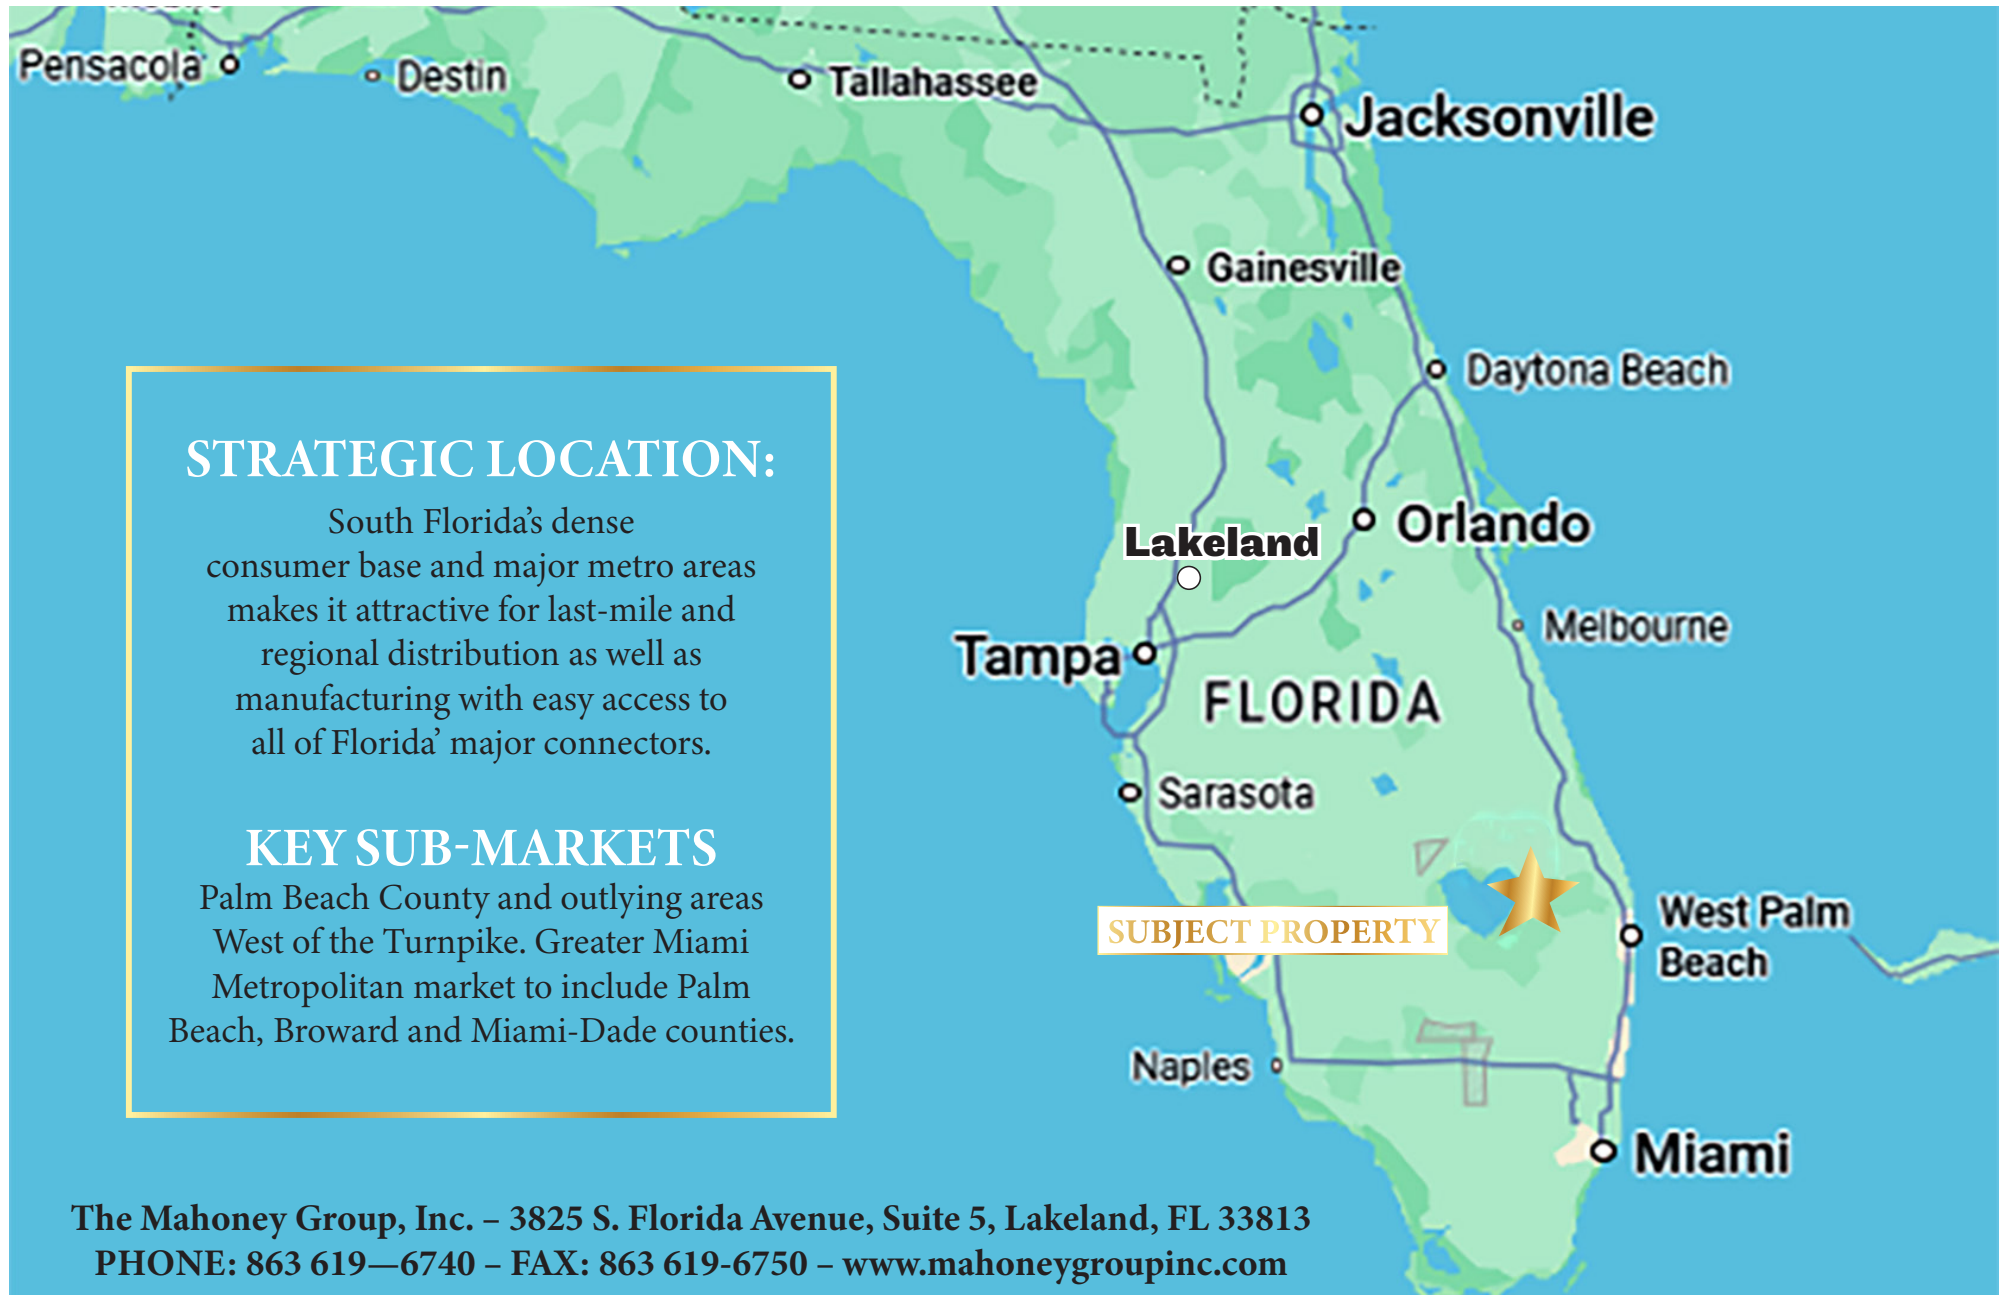 Pensacola
Destin
Tallahassee
Jacksonville
Gainesville
Daytona Beach
Orlando
Lakeland
Melbourne
Tampa
FLORIDA
Sarasota
SUBJECT PROPERTY
West Palm
Beach
Naples
Miami
STRATEGIC LOCATION:
South Florida’s dense
consumer base and major metro areas
makes it attractive for last-mile and
regional distribution as well as
manufacturing with easy access to
all of Florida’ major connectors.
KEY SUB-MARKETS
Palm Beach County and outlying areas
West of the Turnpike. Greater Miami
Metropolitan market to include Palm
Beach, Broward and Miami-Dade counties.
The Mahoney Group, Inc. – 3825 S. Florida Avenue, Suite 5, Lakeland, FL 33813
PHONE: 863 619—6740 – FAX: 863 619-6750 – www.mahoneygroupinc.com